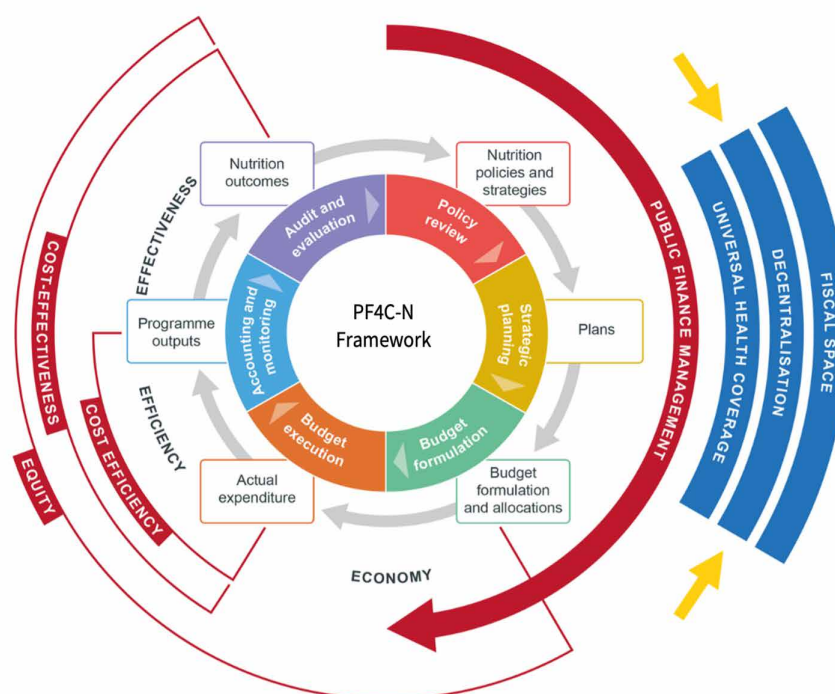 Nutrition
outcomes
Nutrition
policies and
strategies
Audit and
evaluation
Policy
review
EFFECTIVENESS
COST-EFFECTIVENESS
Programme
outputs
Accounting and
monitoring
PF4C-N
Framework
Strategic
planning
Plans
PUBLIC FINANCE MANAGEMENT
UNIVERSAL HEALTH COVERAGE
DECENTRALISATION
FISCAL SPACE
EFFICIENCY
COST EFFICIENCY
EQUITY
Budget
execution
Budget
formulation
Actual
expenditure
Budget
formulation
and allocations
ECONOMY